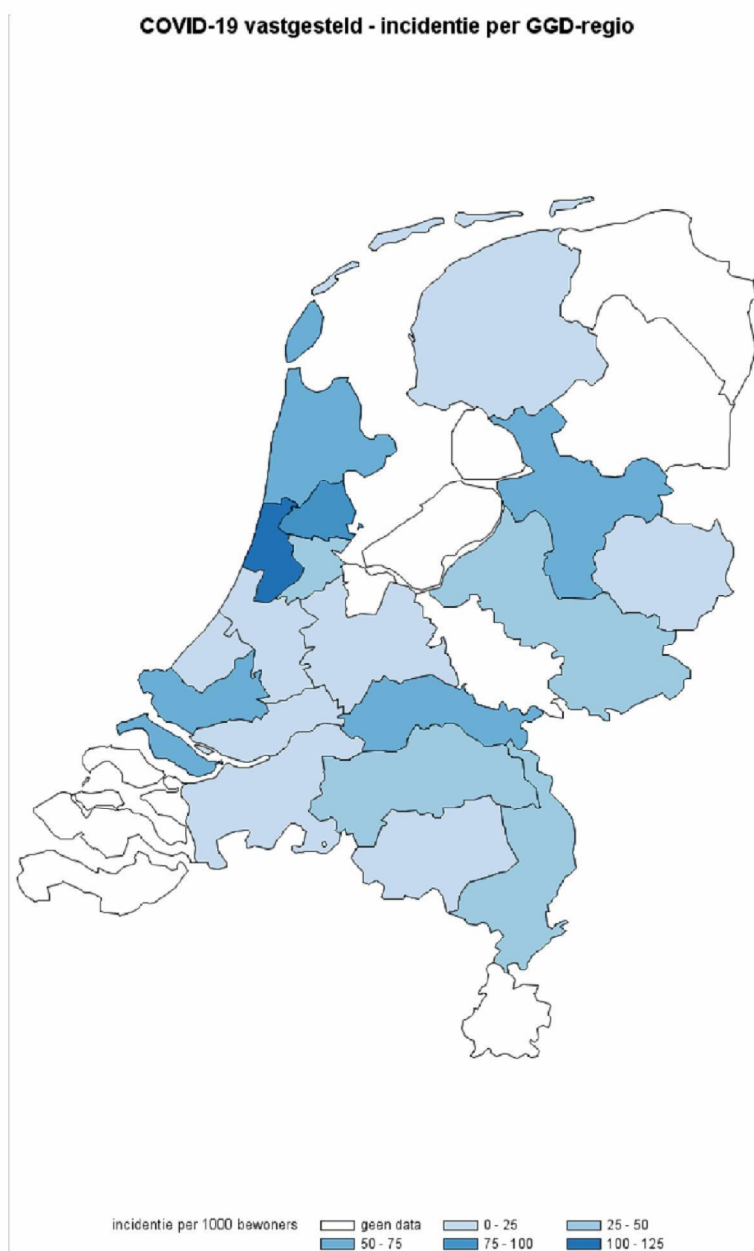 COVID-19 vastgesteld - incidentie per GGD-regio
incidentie per 1000 bewoners geen data 0 - 25 25 - 50
50 - 75 75 - 100 100 - 125